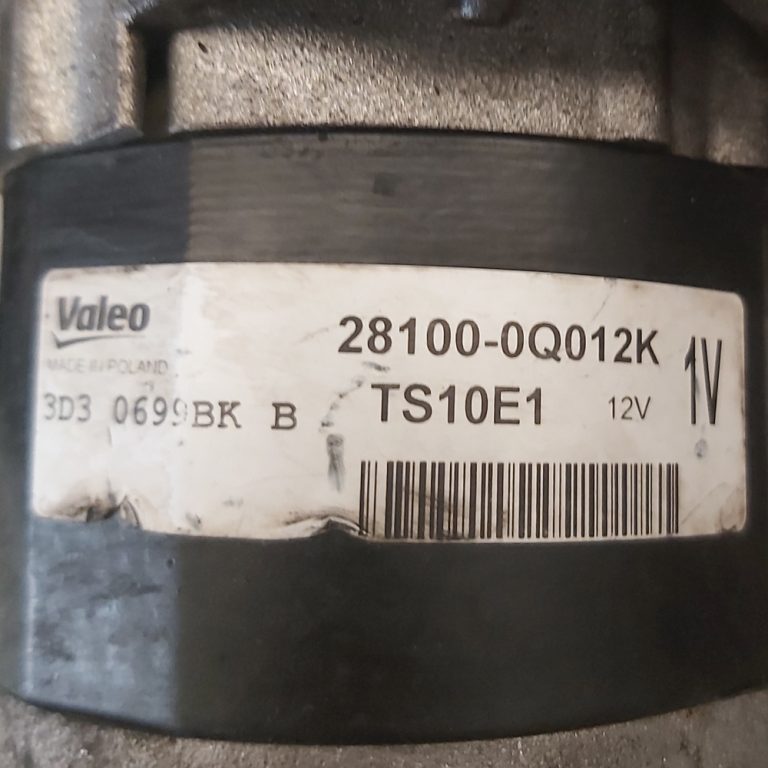 Valeo
MADE IN POLAND
28100-0Q012K
1V
3D3 0699BK B
TS10E1
12V